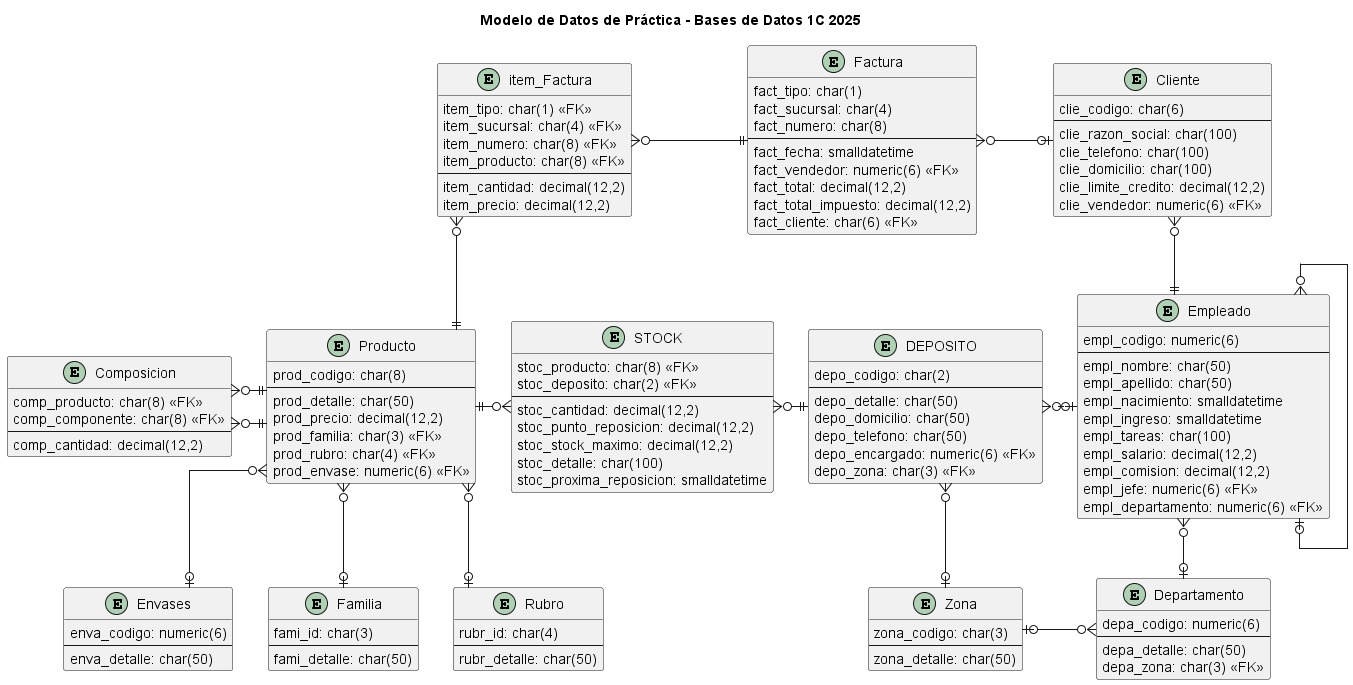 Modelo de Datos de Práctica - Bases de Datos 1C 2025
E item_Factura
item_tipo: char(1) «FK»
item_sucursal: char(4) «FK»
item_numero: char(8) «FK»
item_producto: char(8) «FK»
item_cantidad: decimal(12,2)
item_precio: decimal(12,2)
E Factura
fact_tipo: char(1)
fact_sucursal: char(4)
fact_numero: char(8)
fact_fecha: smalldatetime
fact_vendedor: numeric(6) «FK»
fact_total: decimal(12,2)
fact_total_impuesto: decimal(12,2)
fact_cliente: char(6) «FK»
E Cliente
clie_codigo: char(6)
clie_razon_social: char(100)
clie_telefono: char(100)
clie_domicilio: char(100)
clie_limite_credito: decimal(12,2)
clie_vendedor: numeric(6) «FK»
E Composicion
comp_producto: char(8) «FK»
comp_componente: char(8) «FK»
comp_cantidad: decimal(12,2)
E Producto
prod_codigo: char(8)
prod_detalle: char(50)
prod_precio: decimal(12,2)
prod_familia: char(3) «FK»
prod_rubro: char(4) «FK»
prod_envase: numeric(6) «FK»
E STOCK
stoc_producto: char(8) «FK»
stoc_deposito: char(2) «FK»
stoc_cantidad: decimal(12,2)
stoc_punto_reposicion: decimal(12,2)
stoc_stock_maximo: decimal(12,2)
stoc_detalle: char(100)
stoc_proxima_reposicion: smalldatetime
E DEPOSITO
depo_codigo: char(2)
depo_detalle: char(50)
depo_domicilio: char(50)
depo_telefono: char(50)
depo_encargado: numeric(6) «FK»
depo_zona: char(3) «FK»
E Empleado
empl_codigo: numeric(6)
empl_nombre: char(50)
empl_apellido: char(50)
empl_nacimiento: smalldatetime
empl_ingreso: smalldatetime
empl_tareas: char(100)
empl_salario: decimal(12,2)
empl_comision: decimal(12,2)
empl_jefe: numeric(6) «FK»
empl_departamento: numeric(6) «FK»
E Envases
enva_codigo: numeric(6)
enva_detalle: char(50)
E Familia
fami_id: char(3)
fami_detalle: char(50)
E Rubro
rubr_id: char(4)
rubr_detalle: char(50)
E Zona
zona_codigo: char(3)
zona_detalle: char(50)
E Departamento
depa_codigo: numeric(6)
depa_detalle: char(50)
depa_zona: char(3) «FK»